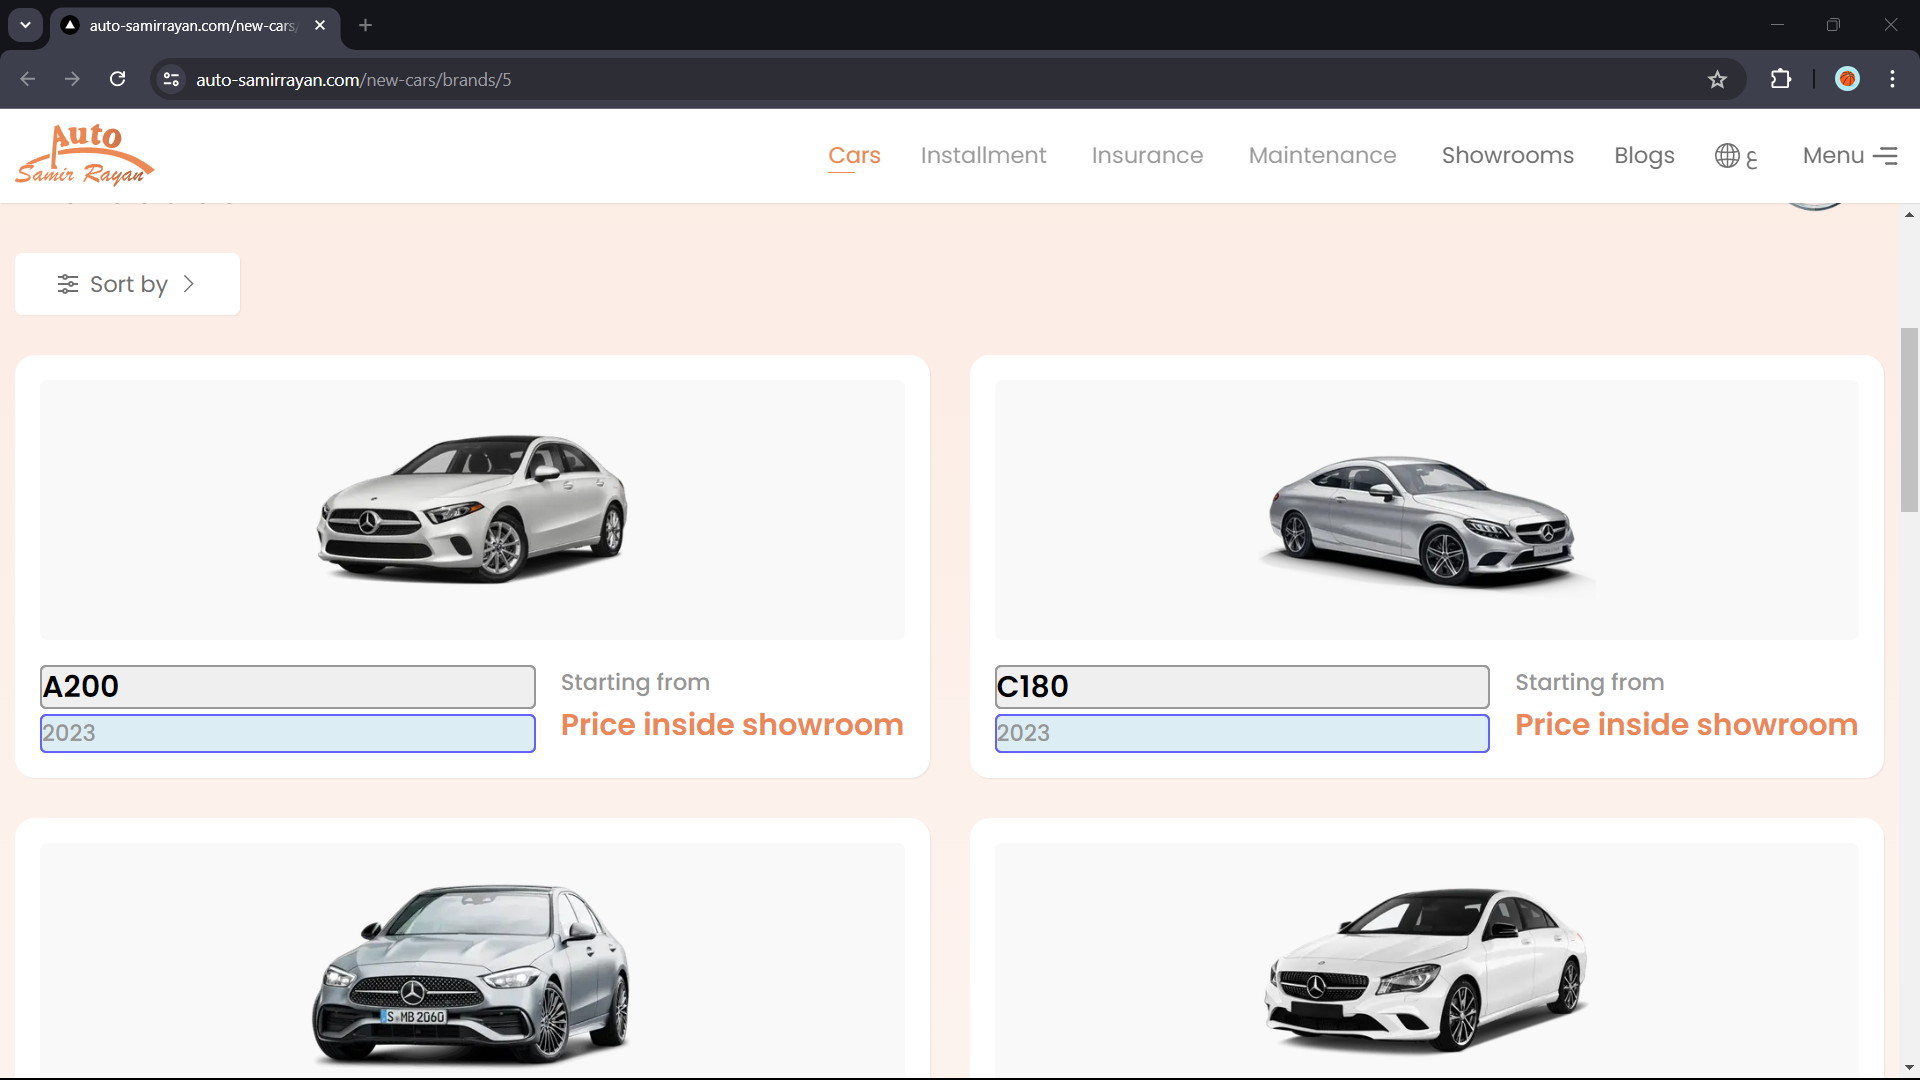 auto-samirrayan.com/new-cars/
auto-samirrayan.com/new-cars/brands/5
Auto
Samir Rayan
Cars
Installment
Insurance
Maintenance
Showrooms
Blogs
ع
Menu
Sort by
A200
Starting from
2023
Price inside showroom
C180
Starting from
2023
Price inside showroom
S MB 2060